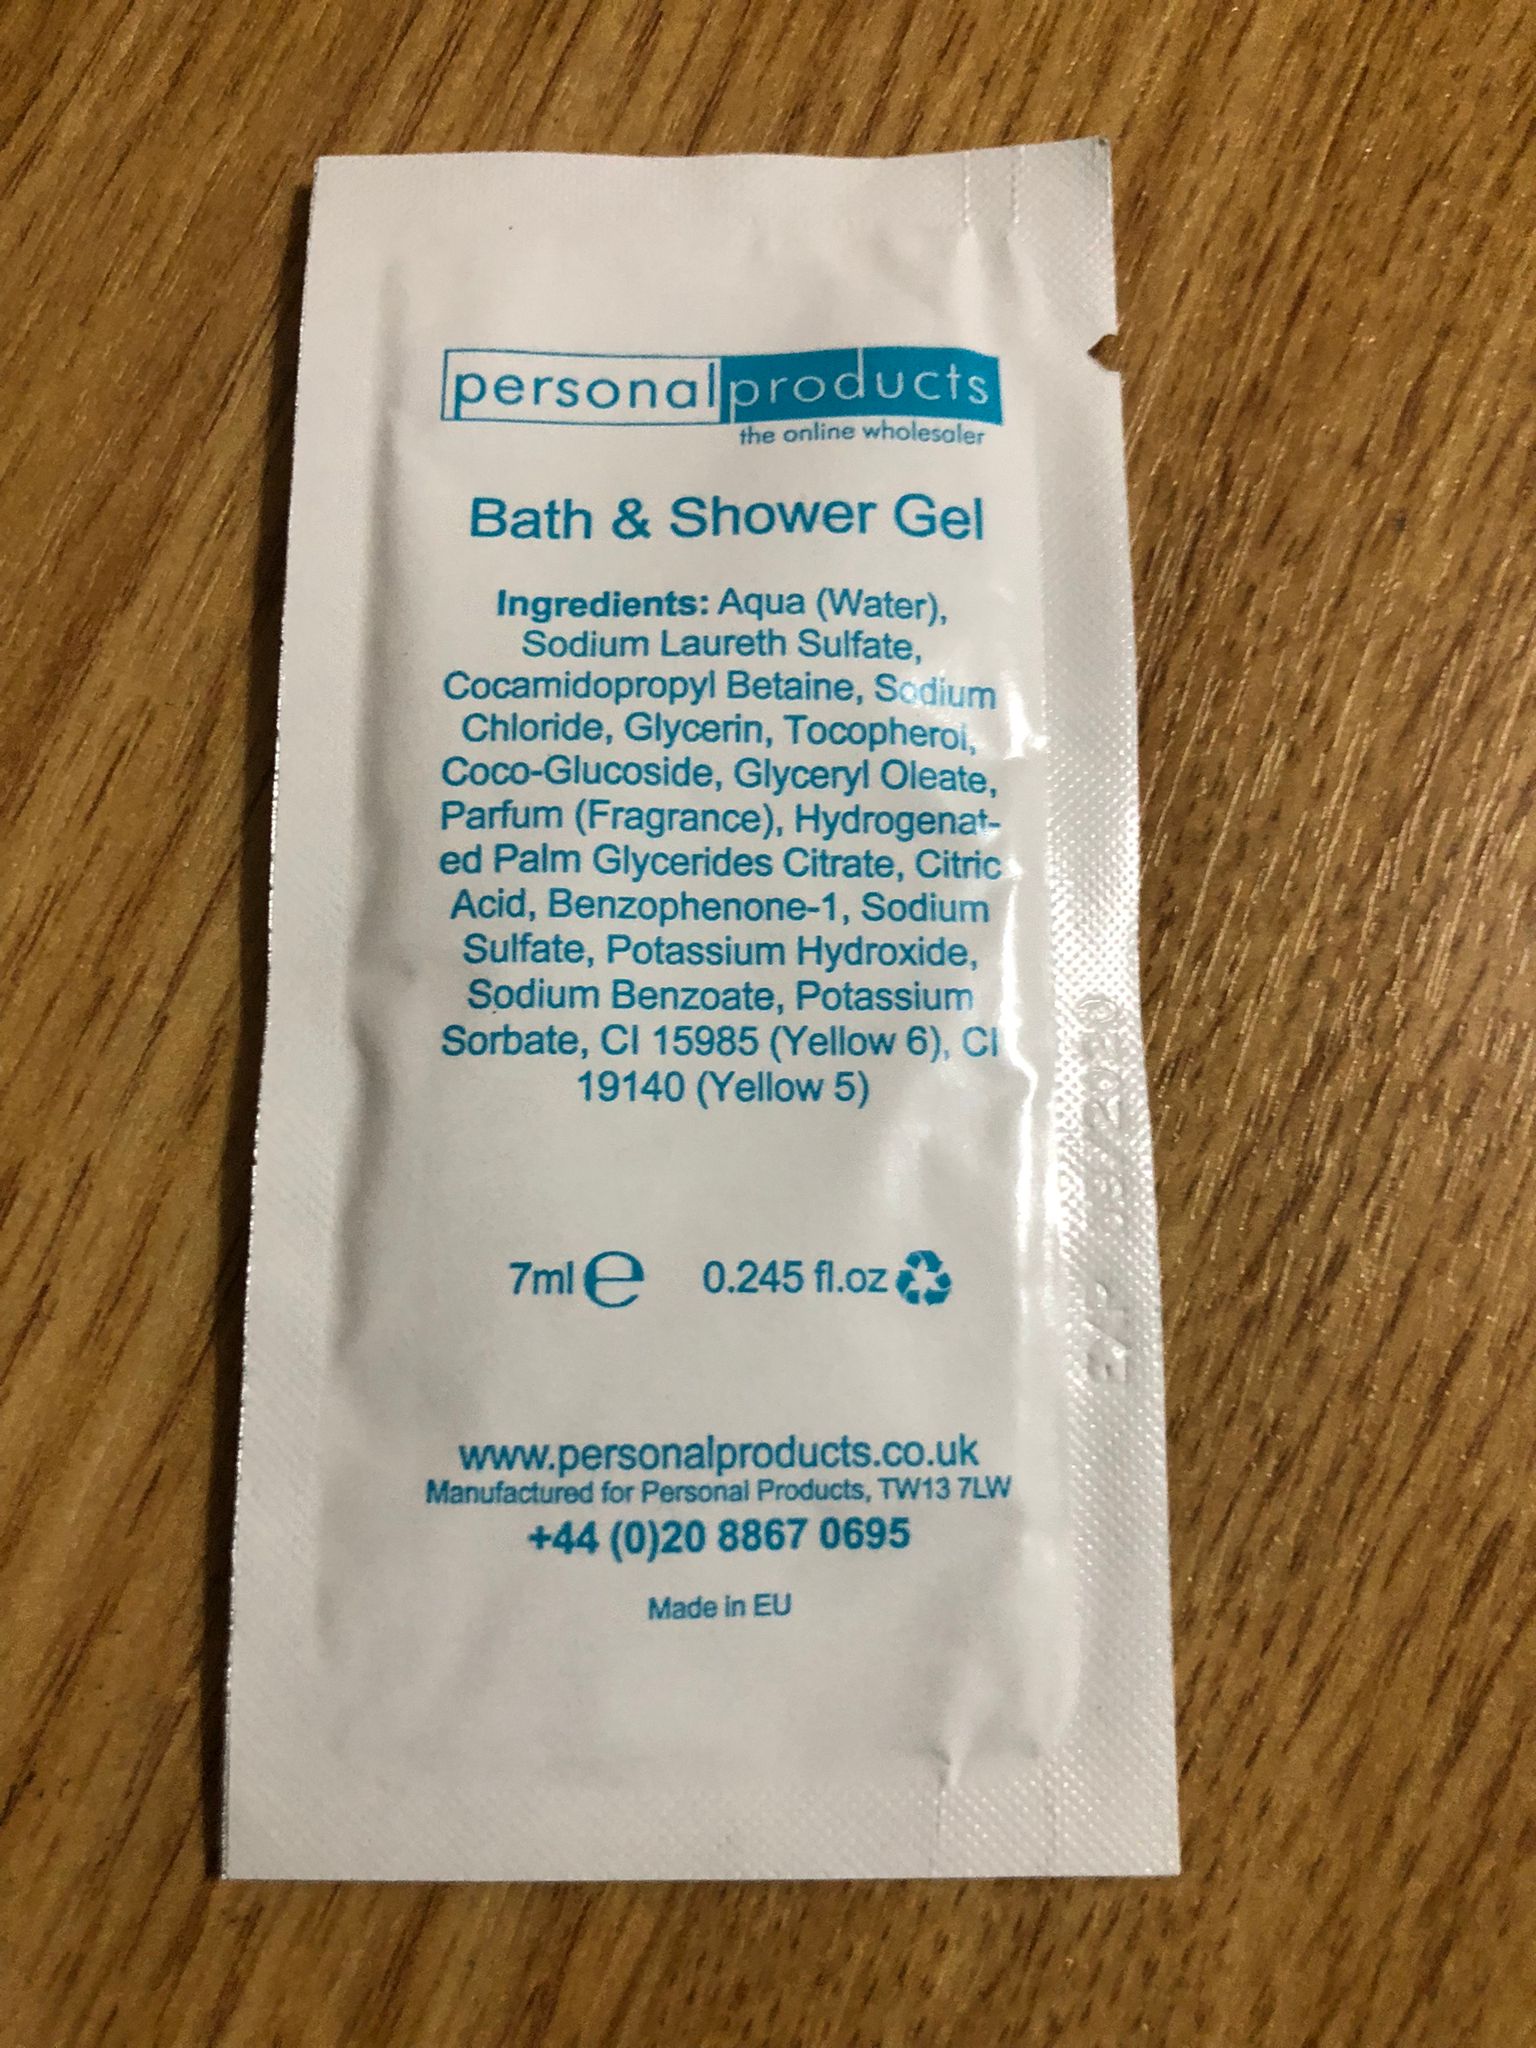 personalproducts
the online wholesaler
Bath & Shower Gel
Ingredients: Aqua (Water),
Sodium Laureth Sulfate,
Cocamidopropyl Betaine, Sodium
Chloride, Glycerin, Tocopherol,
Coco-Glucoside, Glyceryl Oleate,
Parfum (Fragrance), Hydrogenat-
ed Palm Glycerides Citrate, Citric
Acid, Benzophenone-1, Sodium
Sulfate, Potassium Hydroxide,
Sodium Benzoate, Potassium
Sorbate, CI 15985 (Yellow 6), CI
19140 (Yellow 5)
7ml e 0.245 fl.oz
www.personalproducts.co.uk
Manufactured for Personal Products, TW13 7LW
+44 (0)20 8867 0695
Made in EU